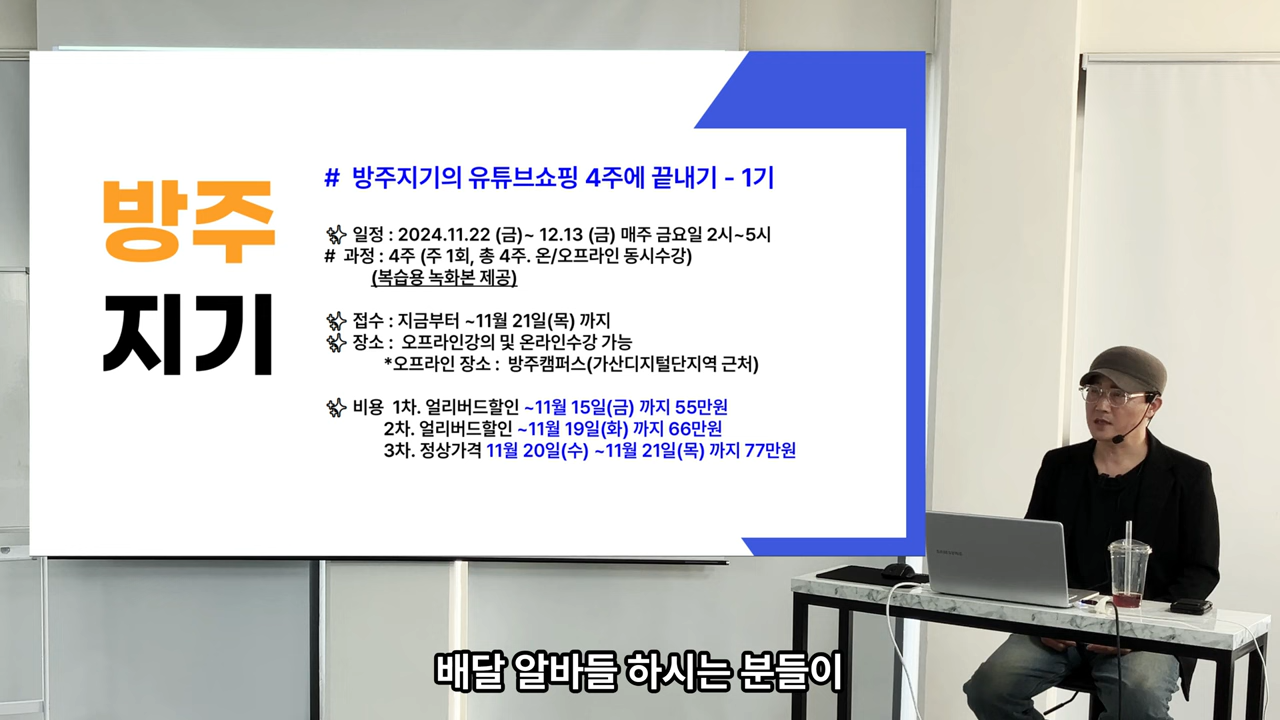 방주
지기
# 방주지기의 유튜브쇼핑 4주에 끝내기 - 1기
일정 : 2024.11.22 (금)~ 12.13 (금) 매주 금요일 2시~5시
# 과정 : 4주 (주 1회, 총 4주. 온/오프라인 동시수강)
(복습용 녹화본 제공)
접수 : 지금부터 ~11월 21일(목) 까지
장소 : 오프라인강의 및 온라인수강 가능
*오프라인 장소 : 방주캠퍼스(가산디지털단지역 근처)
비용 1차. 얼리버드할인 ~11월 15일(금) 까지 55만원
2차. 얼리버드할인 ~11월 19일(화) 까지 66만원
3차. 정상가격 11월 20일(수) ~11월 21일(목) 까지 77만원
SAMSUNG
배달 알바들 하시는 분들이